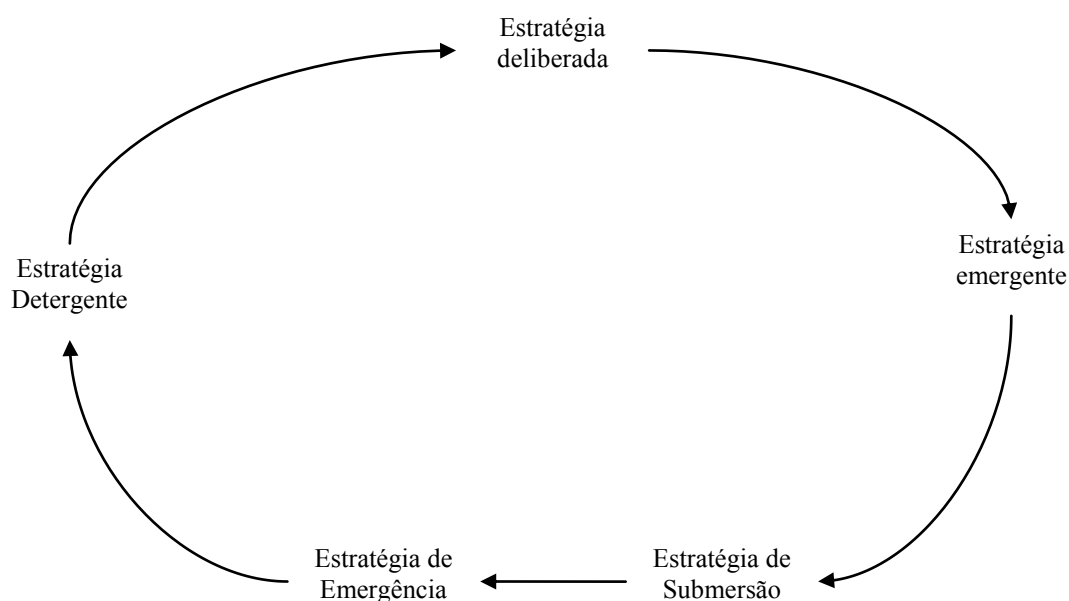 Estratégia
deliberada
Estratégia
emergente
Estratégia
Detergente
Estratégia de
Emergência
Estratégia de
Submersão